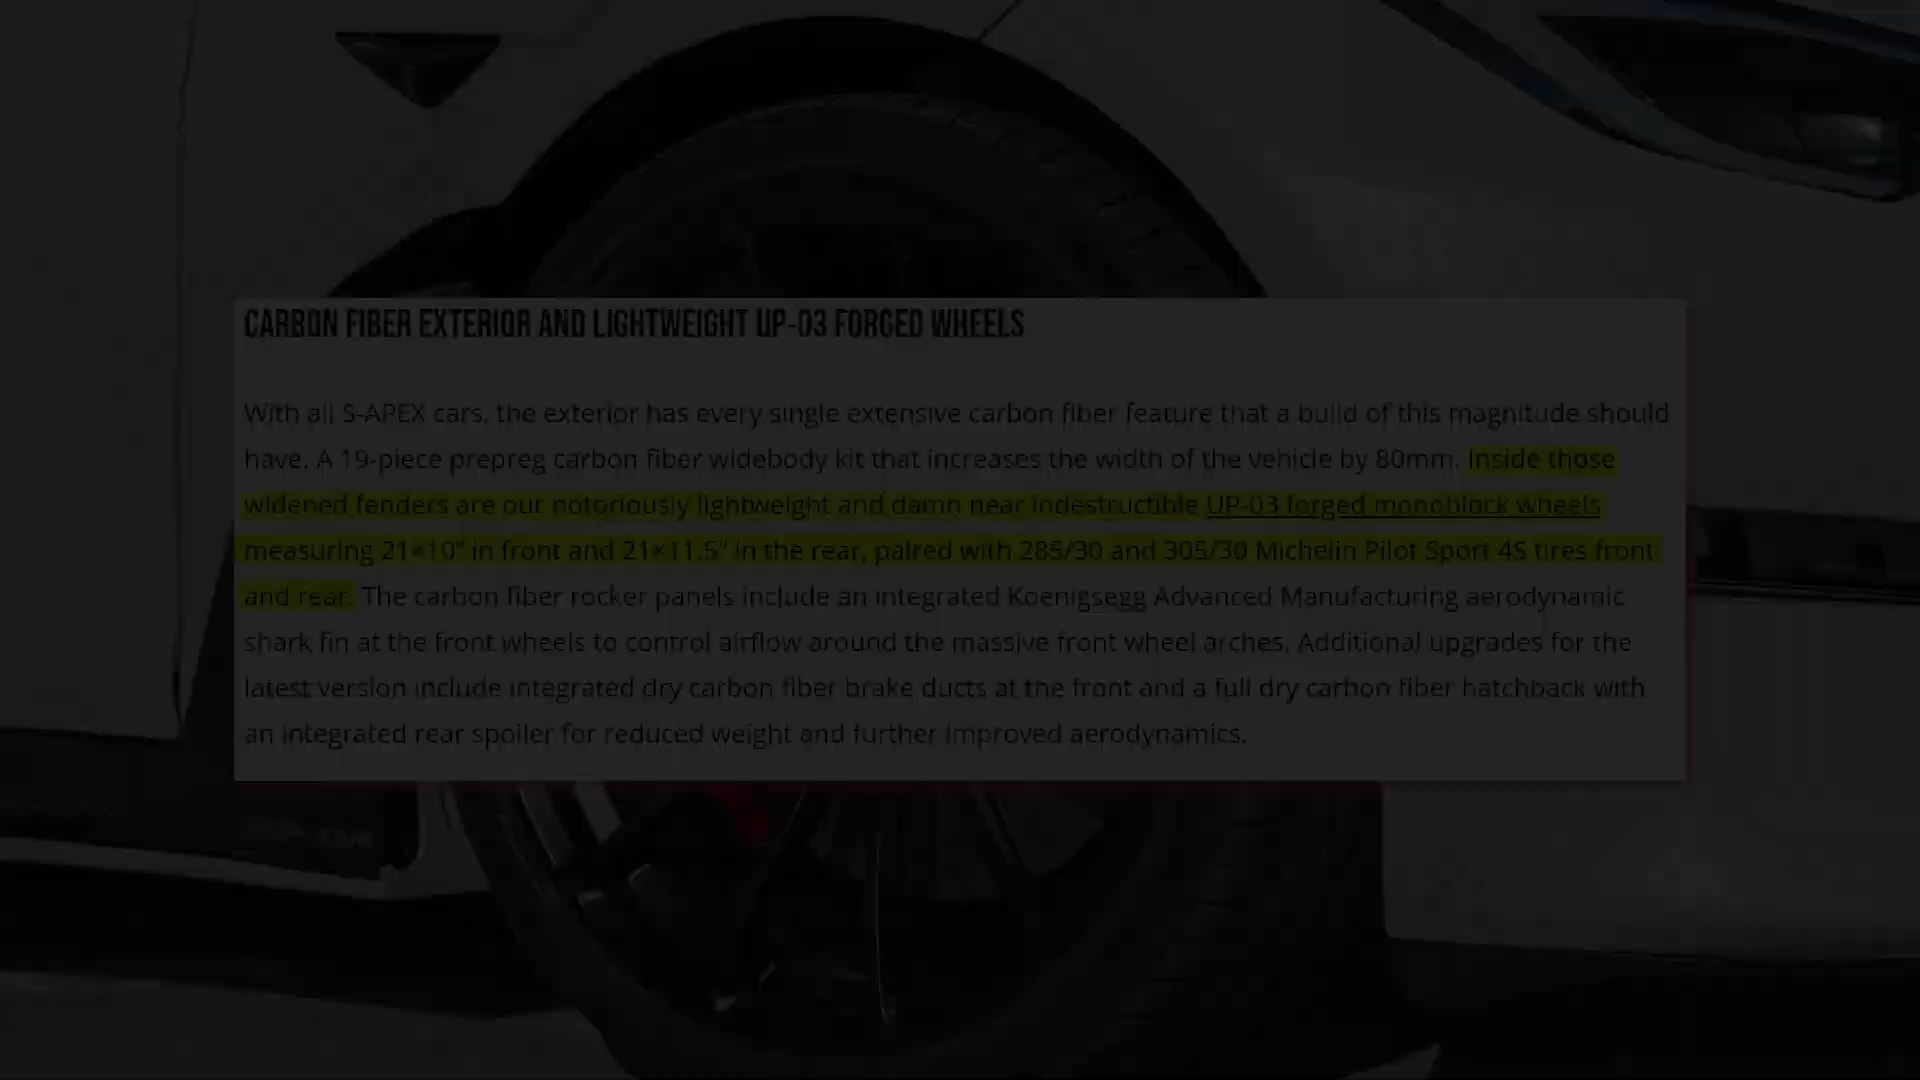 CARBON FIBER EXTERIOR AND LIGHTWEIGHT UP-03 FORGED WHEELS
With all S-APEX cars, the exterior has every single extensive carbon fiber feature that a build of this magnitude should
have. A 19-piece prepreg carbon fiber widebody kit that increases the width of the vehicle by 80mm. Inside those
widened fenders are our notoriously lightweight and damn near indestructible UP-03 forged monoblock wheels
measuring 21×10" in front and 21×11.5" in the rear, paired with 285/30 and 305/30 Michelin Pilot Sport 4S tires front
and rear. The carbon fiber rocker panels include an integrated Koenigsegg Advanced Manufacturing aerodynamic
shark fin at the front wheels to control airflow around the massive front wheel arches. Additional upgrades for the
latest version include integrated dry carbon fiber brake ducts at the front and a full dry carbon fiber hatchback with
an integrated rear spoiler for reduced weight and further improved aerodynamics.